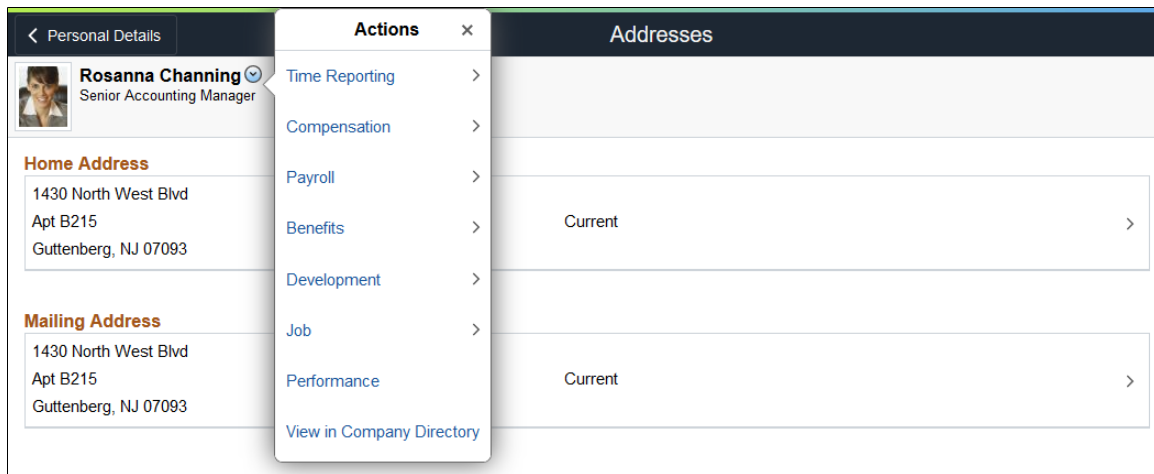 Personal Details
Addresses
Rosanna Channing
Senior Accounting Manager
Actions
Time Reporting
Compensation
Payroll
Benefits
Development
Job
Performance
View in Company Directory
Home Address
1430 North West Blvd
Apt B215
Guttenberg, NJ 07093
Current
Mailing Address
1430 North West Blvd
Apt B215
Guttenberg, NJ 07093
Current